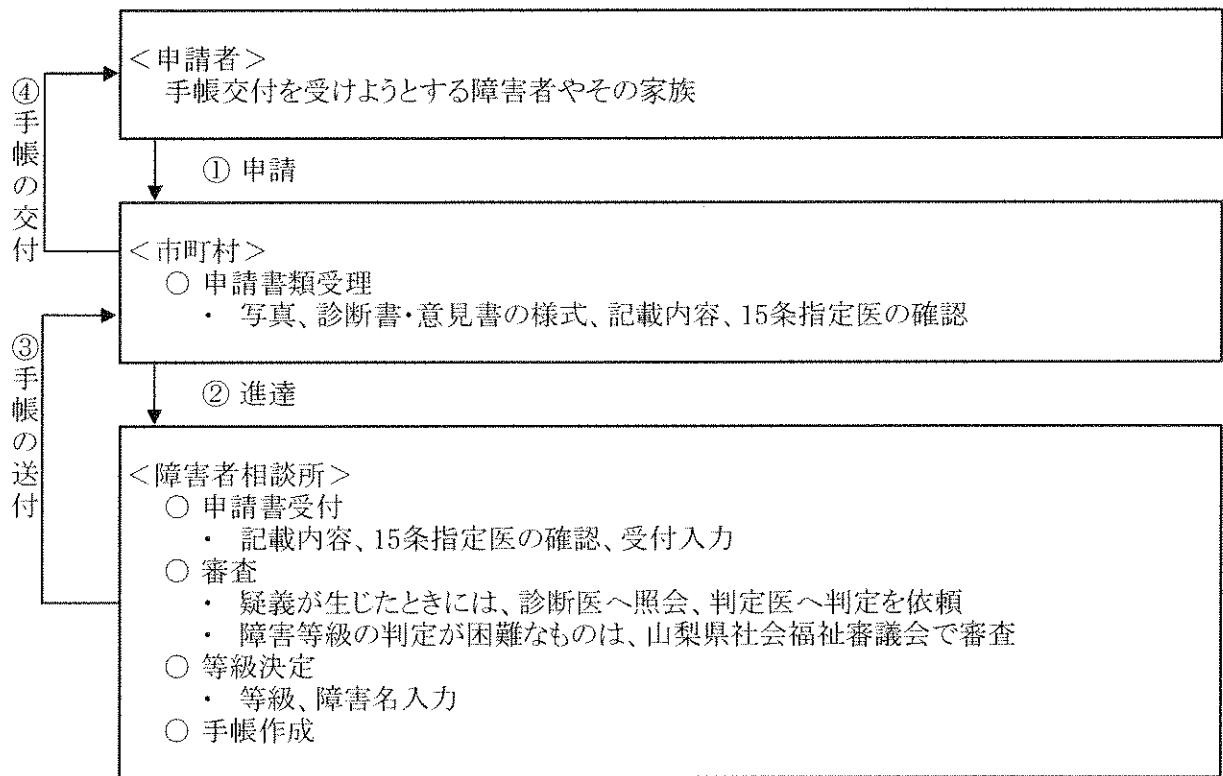 ＜申請者＞
手帳交付を受けようとする障害者やその家族
① 申請
④手帳の交付
＜市町村＞
○ 申請書類受理
・ 写真、診断書・意見書の様式、記載内容、15条指定医の確認
② 進達
③手帳の送付
＜障害者相談所＞
○ 申請書受付
・ 記載内容、15条指定医の確認、受付入力
○ 審査
・ 疑義が生じたときには、診断医へ照会、判定医へ判定を依頼
・ 障害等級の判定が困難なものは、山梨県社会福祉審議会で審査
○ 等級決定
・ 等級、障害名入力
○ 手帳作成